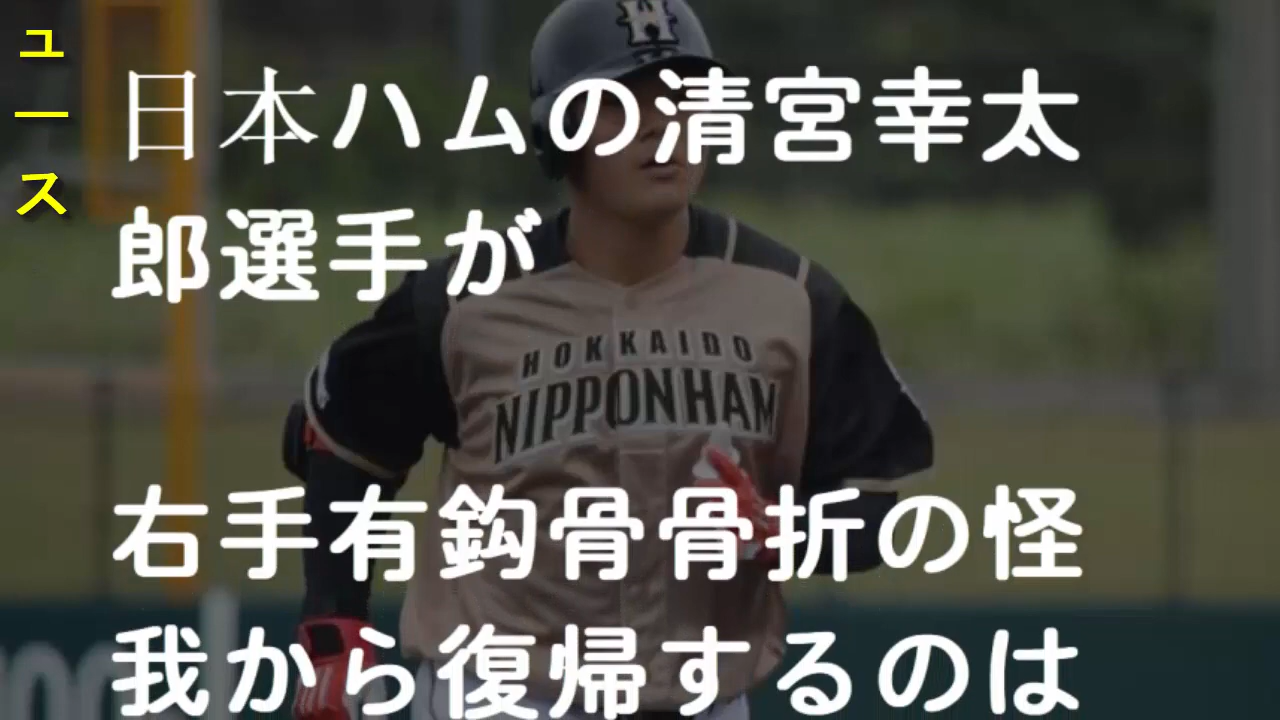 ユース
日本ハムの清宮幸太
郎選手が
右手有鈎骨骨折の怪
我から復帰するのは
H
HOKKAIDO
NIPPONHAM